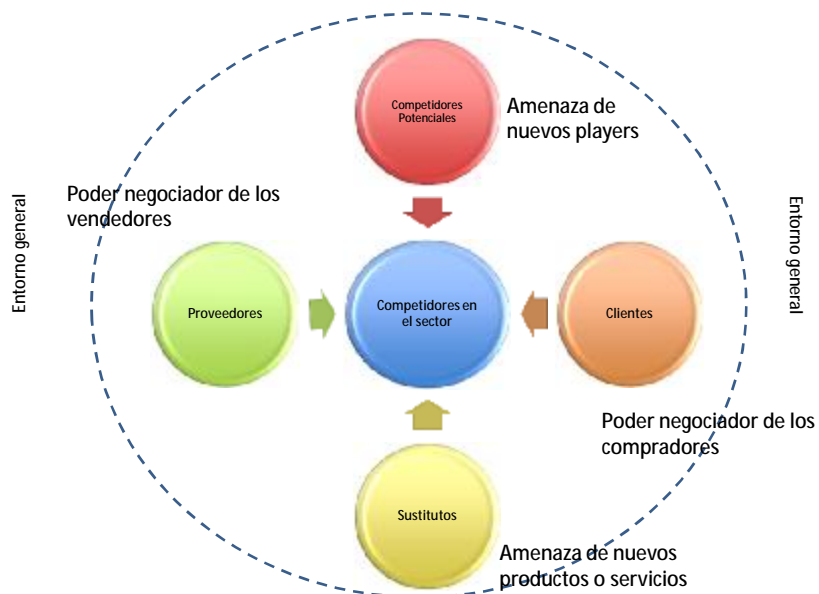 Competidores
Potenciales
Amenaza de
nuevos players
Poder negociador de los
vendedores
Entorno general
Entorno general
Proveedores
Competidores en
el sector
Clientes
Poder negociador de los
compradores
Sustitutos
Amenaza de nuevos
productos o servicios